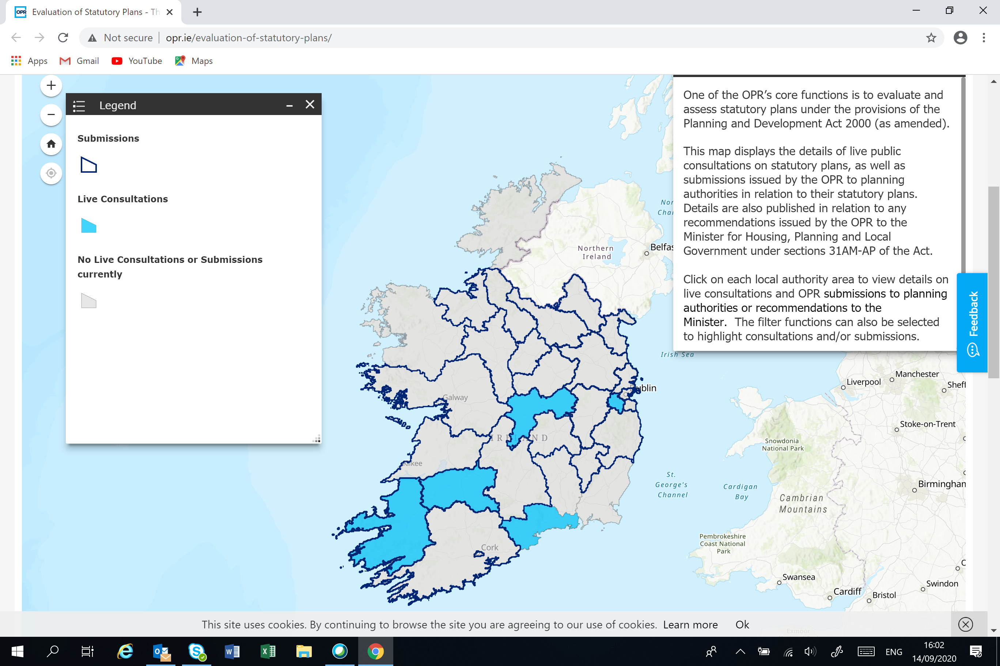 OPR Evaluation of Statutory Plans - Th
Not secure opr.ie/evaluation-of-statutory-plans/
Apps Gmail YouTube Maps
Legend
Submissions
Live Consultations
No Live Consultations or Submissions
currently
One of the OPR's core functions is to evaluate and
assess statutory plans under the provisions of the
Planning and Development Act 2000 (as amended).
This map displays the details of live public
consultations on statutory plans, as well as
submissions issued by the OPR to planning
authorities in relation to their statutory plans.
Details are also published in relation to any
recommendations issued by the OPR to the
Minister for Housing, Planning and Local
Government under sections 31AM-AP of the Act.
Click on each local authority area to view details on
live consultations and OPR submissions to planning
authorities or recommendations to the
Minister.  The filter functions can also be selected
to highlight consultations and/or submissions.
Feedback
Nor
Chan
Northern
Ireland
Belfas
Irish Sea
Dublin
Galway
IRELAND
Kilkee
Cork
St.
George's
Channel
Liverpool
Manchester
Sheff
Stoke-on-Trent
Snowdonia
National Park
Birmingham
Cardigan
Bay
Cambrian
Mountains
Pembrokeshire
Coast National
Park
Swansea
Cardiff
Bristol
Swindon
Exmoor
This site uses cookies. By continuing to browse the site you are agreeing to our use of cookies. Learn more Ok
ENG
16:02
14/09/2020